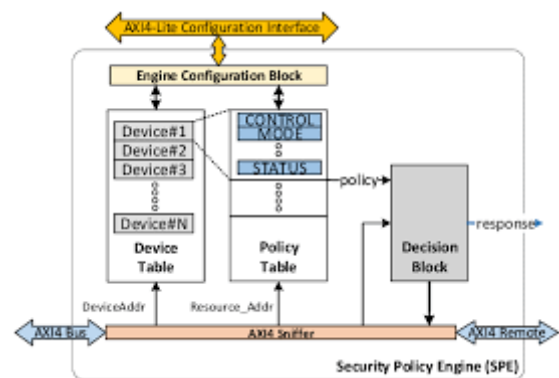 AXI4-Lite Configuration Interface
Engine Configuration Block
Device#1
Device#2
Device#3
Device#N
Device
Table
CONTROL
MODE
STATUS
Policy
Table
policy
Decision
Block
response
DeviceAddr
Resource_Addr
AXI4 Bus
AXI4 Sniffer
AXI4 Remote
Security Policy Engine (SPE)